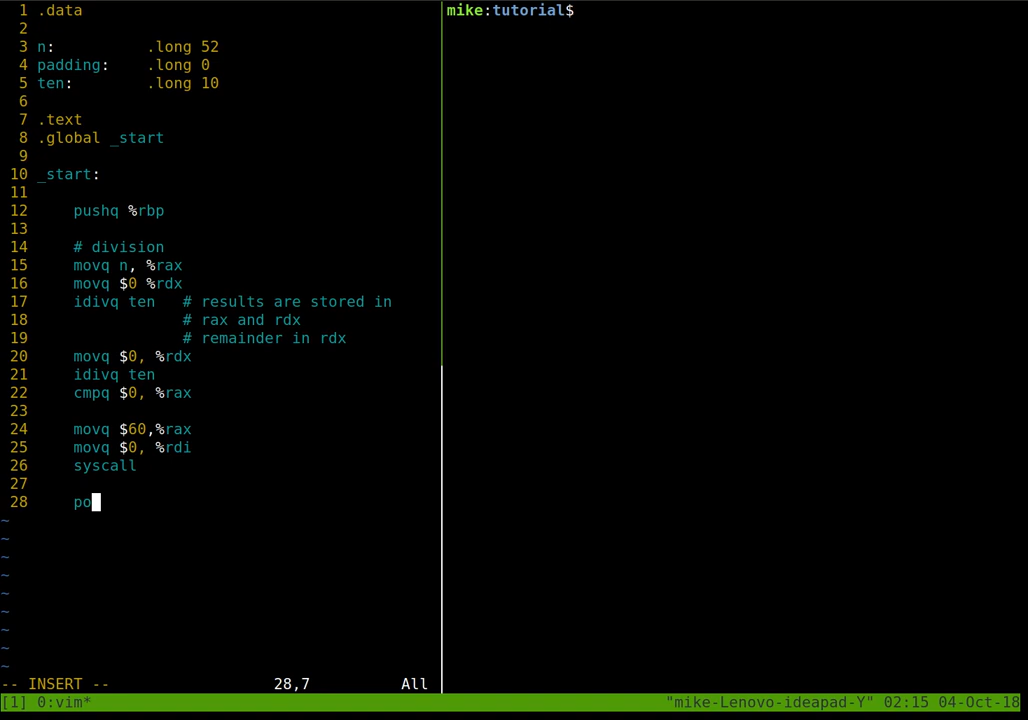 1 .data
2
3 n:          .long 52
4 padding:    .long 0
5 ten:        .long 10
6
7 .text
8 .global _start
9
10 _start:
11
12     pushq %rbp
13
14     # division
15     movq n, %rax
16     movq $0 %rdx
17     idivq ten   # results are stored in
18                 # rax and rdx
19                 # remainder in rdx
20     movq $0, %rdx
21     idivq ten
22     cmpq $0, %rax
23
24     movq $60,%rax
25     movq $0, %rdi
26     syscall
27
28     po
~
~
~
~
~
~
~
~
~
-- INSERT --                  28,7          All
mike:tutorial$
[1] 0:vim*                  "mike-Lenovo-ideapad-Y" 02:15 04-Oct-18